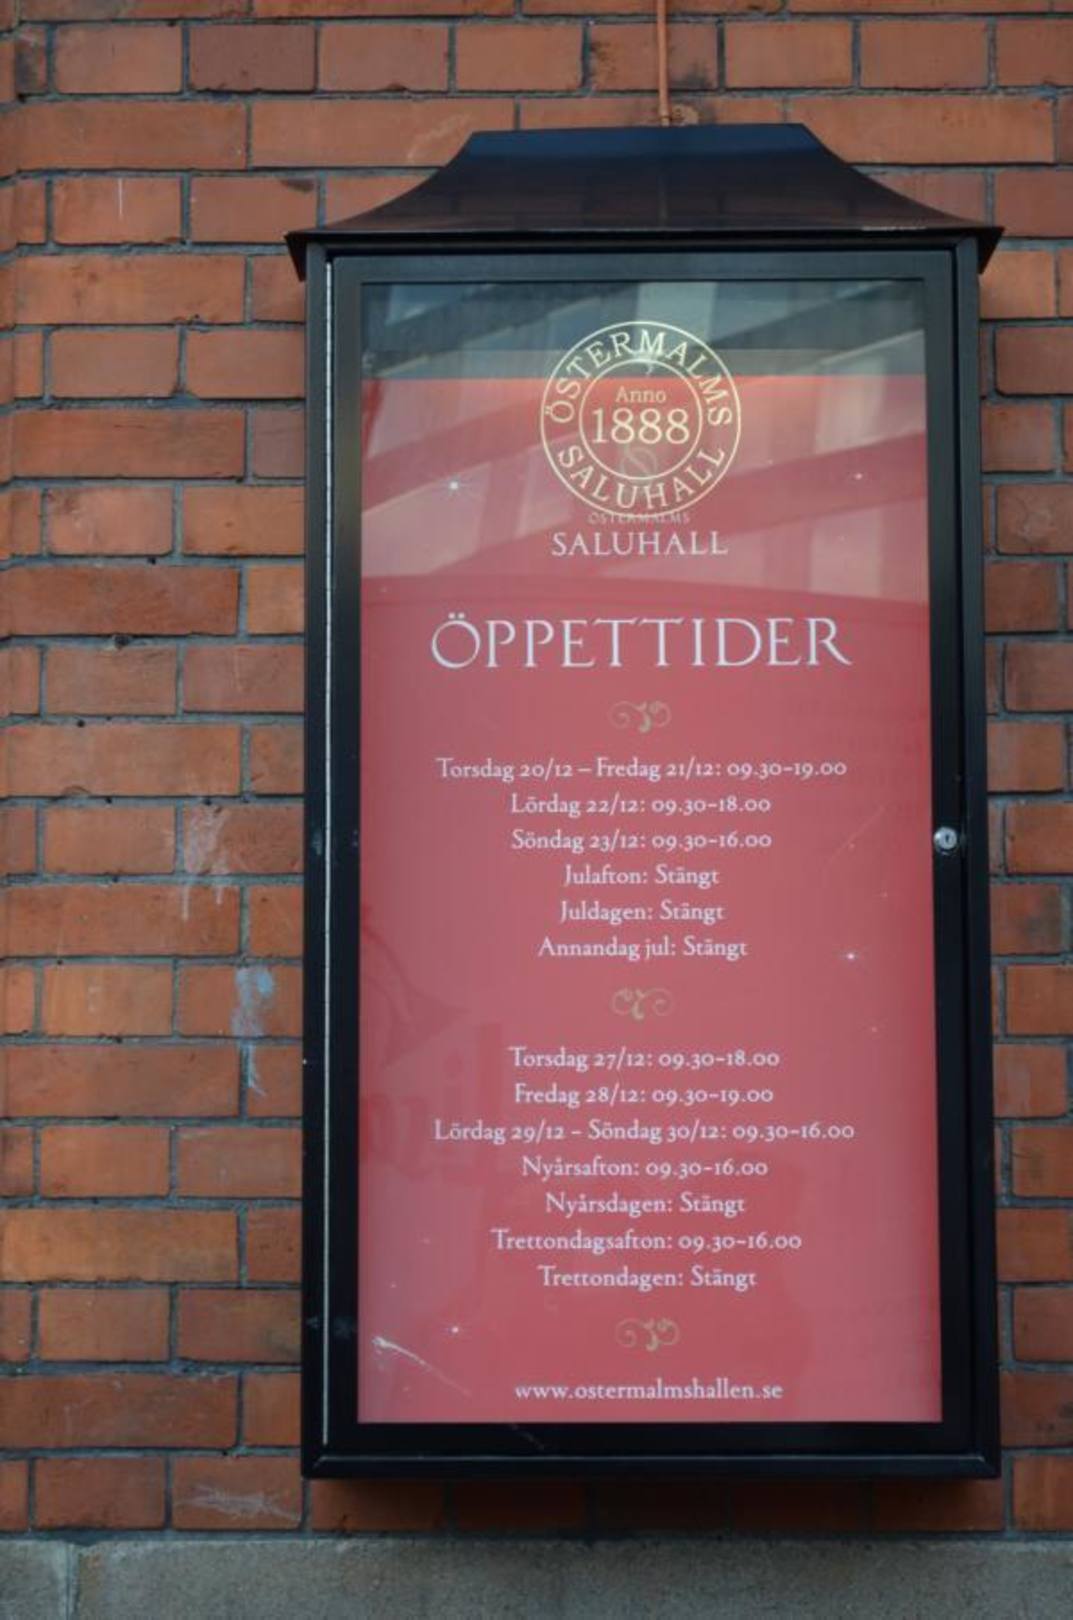 ÖSTERMALMS
Anno
1888
SALUHALL
ÖSTERMALMS
SALUHALL
ÖPPETTIDER
Torsdag 20/12 – Fredag 21/12: 09.30-19.00
Lördag 22/12: 09.30-18.00
Söndag 23/12: 09.30-16.00
Julafton: Stängt
Juldagen: Stängt
Annandag jul: Stängt
Torsdag 27/12: 09.30-18.00
Fredag 28/12: 09.30-19.00
Lördag 29/12 - Söndag 30/12: 09.30-16.00
Nyårsafton: 09.30-16.00
Nyårsdagen: Stängt
Trettondagsafton: 09.30-16.00
Trettondagen: Stängt
www.ostermalmshallen.se